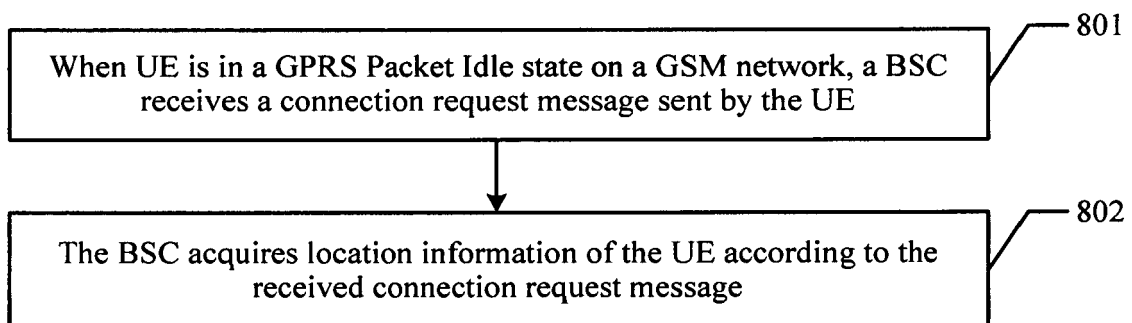 801
When UE is in a GPRS Packet Idle state on a GSM network, a BSC
receives a connection request message sent by the UE
802
The BSC acquires location information of the UE according to the
received connection request message